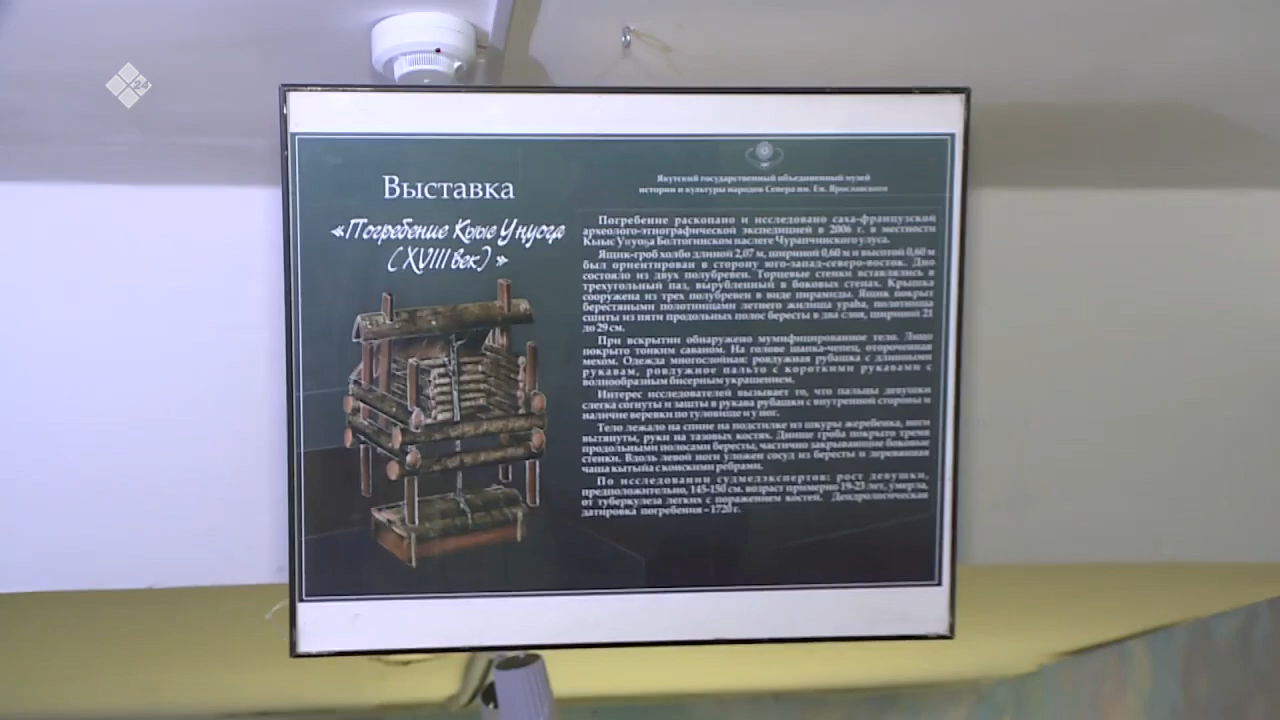 24
Выставка
«Погребение Кыыс Уҥуога
(XVIII век)»
Якутский государственный объединенный музей
истории и культуры народов Севера им. Ем. Ярославского
Погребение раскопано и исследовано саха-французской
археолого-этнографической экспедицией в 2006 г. в местности
Кыыс Уҥуоҕа Болтогинском наслеге Чурапчинского улуса.
Ящик-гроб холбо длиной 2,07 м, шириной 0,60 м и высотой 0,60 м
был ориентирован в сторону юго-запад-северо-восток. Дно
состояло из двух полубревен. Торцевые стенки вставлялись в
трехугольный паз, вырубленный в боковых стенах. Крышка
сооружена из трех полубревен в виде пирамиды. Ящик покрыт
берестяными полотнищами летнего жилища ураһа, полотнища
сшиты из пяти продольных полос бересты в два слоя, шириной 21
до 29 см.
При вскрытии обнаружено мумифицированное тело. Лицо
покрыто тонким саваном. На голове шапка-чепец, отороченная
мехом. Одежда многослойная: ровдужная рубашка с длинными
рукавам, ровдужное пальто с короткими рукавами с
волнообразным бисерным украшением.
Интерес исследователей вызывает то, что пальцы девушки
слегка согнуты и зашты в рукава рубашки с внутренней стороны и
наличие веревки по туловище и у ног.
Тело лежало на спине на подстилке из шкуры жеребенка, ноги
вытянуты, руки на тазовых костях. Днище гроба покрыто тремя
продольными полосами бересты, частично закрывающие боковые
стенки. Вдоль левой ноги уложен сосуд из бересты и деревянная
чаша кытыйа с конскими ребрами.
По исследовании судмедэкспертов: рост девушки,
предположительно, 145-150 см. возраст примерно 19-23 лет, умерла,
от туберкулеза легких с поражением костей. Дендрологическая
датировка погребения – 1720 г.